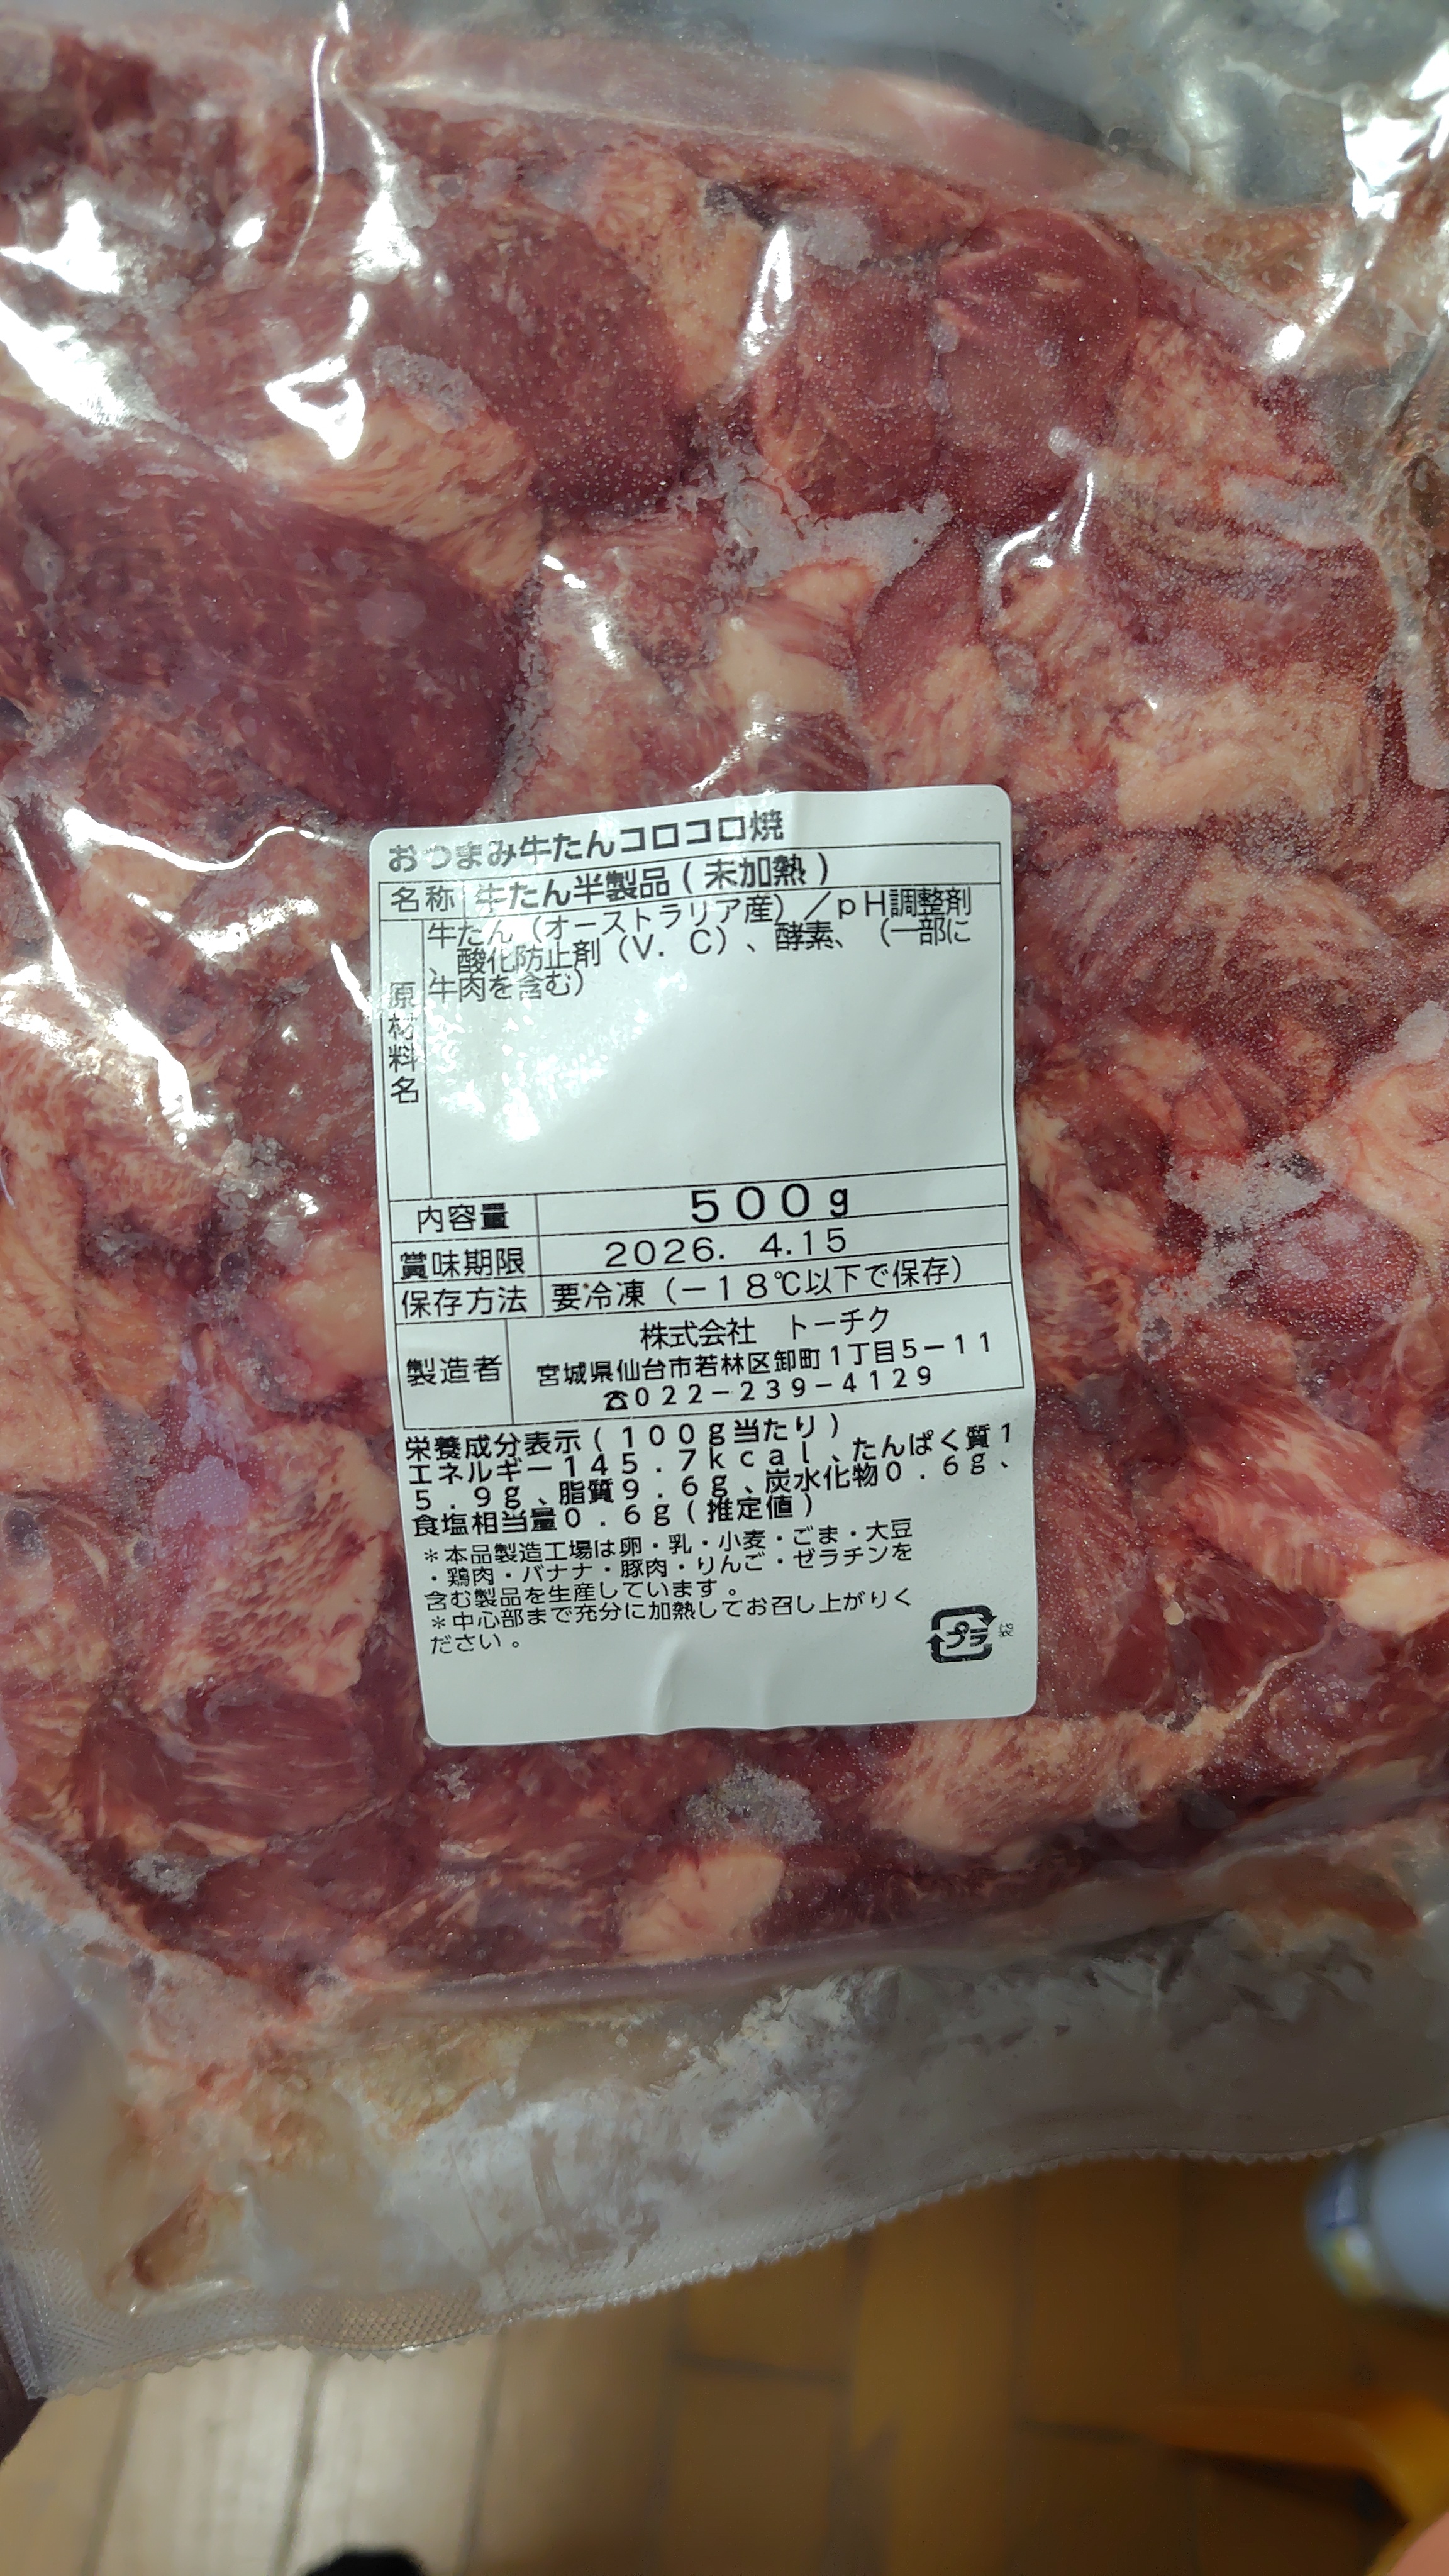 おつまみ牛たんコロコロ焼
名称 牛たん半製品(未加熱)
原材料名 牛たん(オーストラリア産)/pH調整剤
、酸化防止剤(V.C)、酵素、(一部に
牛肉を含む)
内容量 500g
賞味期限 2026. 4.15
保存方法 要冷凍(-18℃以下で保存)
製造者 株式会社 トーチク
宮城県仙台市若林区卸町1丁目5-11
☎022-239-4129
栄養成分表示(100g当たり)
エネルギー145.7kcal、たんぱく質1
5.9g、脂質9.6g、炭水化物0.6g、
食塩相当量0.6g(推定値)
*本品製造工場は卵・乳・小麦・ごま・大豆
・鶏肉・バナナ・豚肉・りんご・ゼラチンを
含む製品を生産しています。
*中心部まで充分に加熱してお召し上がりく
ださい。
プラ